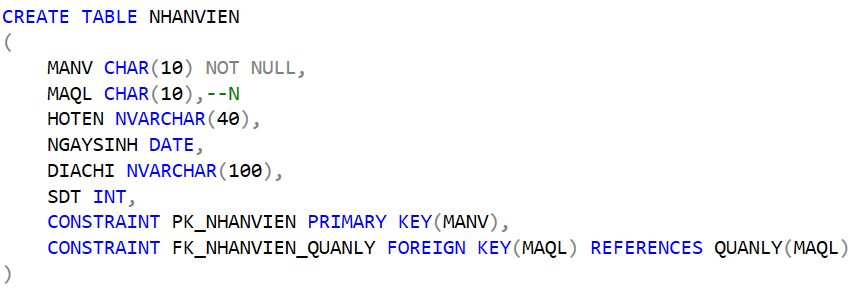 CREATE TABLE NHANVIEN
(
    MANV CHAR(10) NOT NULL,
    MAQL CHAR(10),--N
    HOTEN NVARCHAR(40),
    NGAYSINH DATE,
    DIACHI NVARCHAR(100),
    SDT INT,
    CONSTRAINT PK_NHANVIEN PRIMARY KEY(MANV),
    CONSTRAINT FK_NHANVIEN_QUANLY FOREIGN KEY(MAQL) REFERENCES QUANLY(MAQL)
)